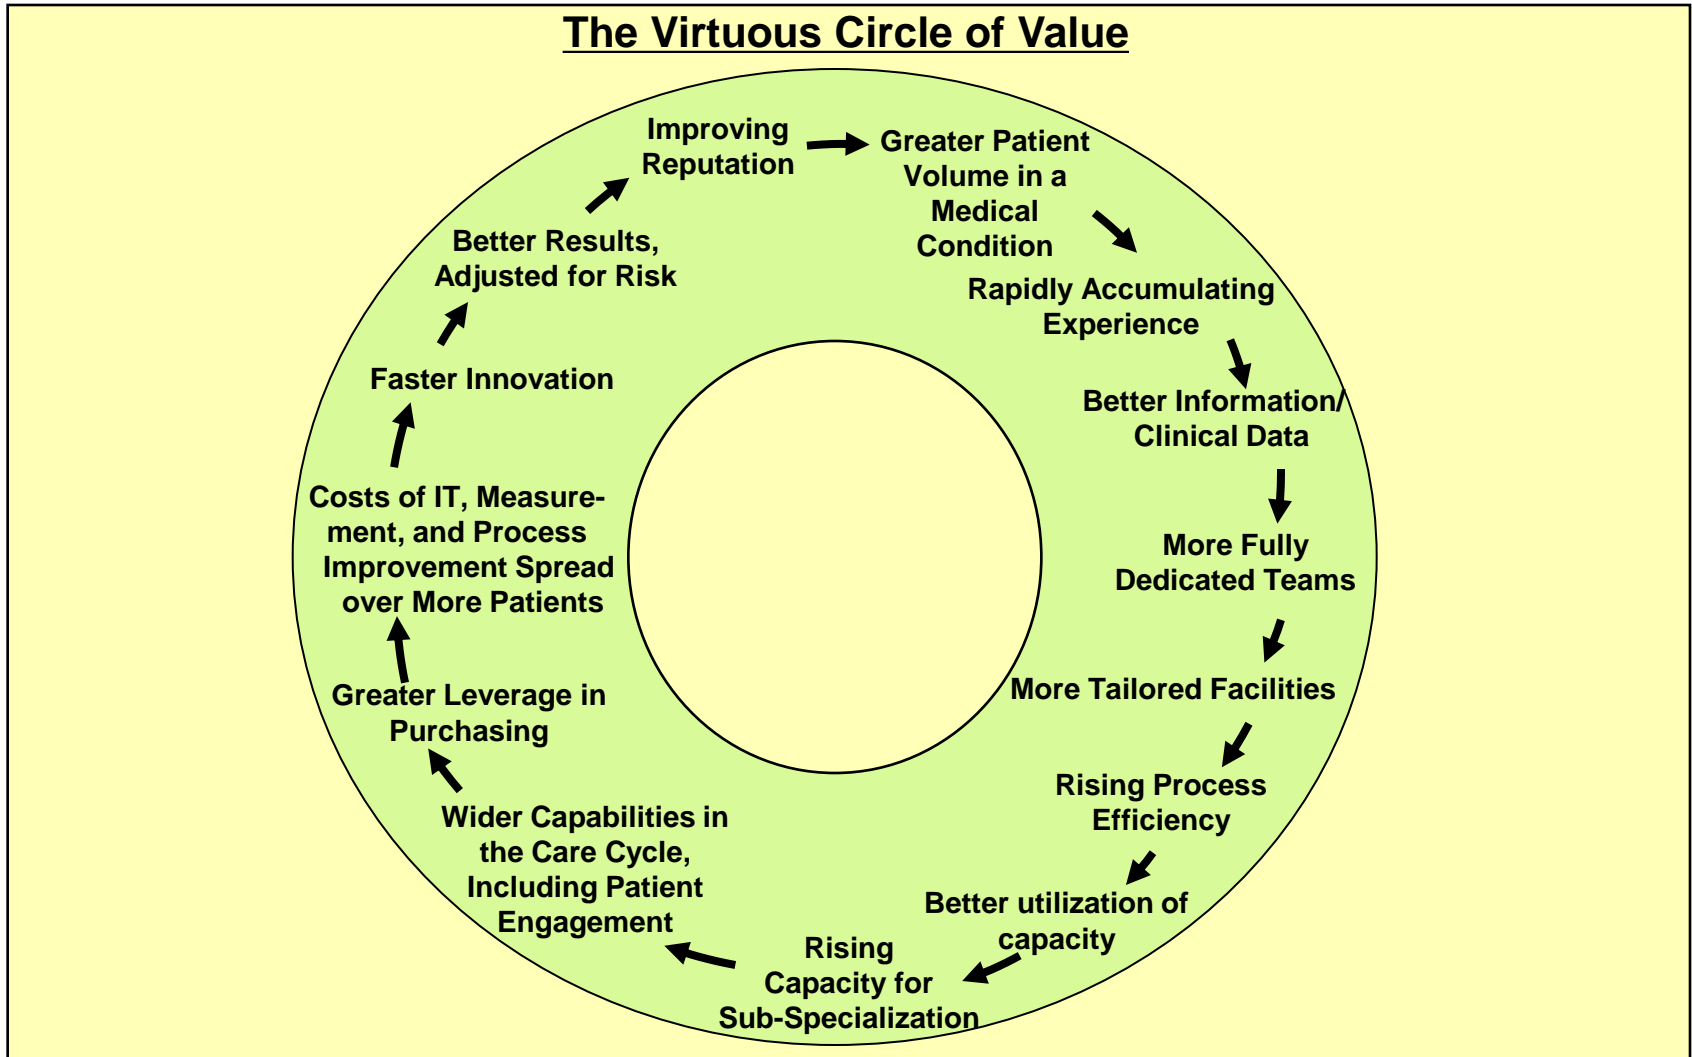 The Virtuous Circle of Value
Improving
Reputation
Greater Patient
Volume in a
Medical
Condition
Rapidly Accumulating
Experience
Better Information/
Clinical Data
More Fully
Dedicated Teams
More Tailored Facilities
Rising Process
Efficiency
Better utilization of
capacity
Rising
Capacity for
Sub-Specialization
Wider Capabilities in
the Care Cycle,
Including Patient
Engagement
Greater Leverage in
Purchasing
Costs of IT, Measure-
ment, and Process
Improvement Spread
over More Patients
Faster Innovation
Better Results,
Adjusted for Risk